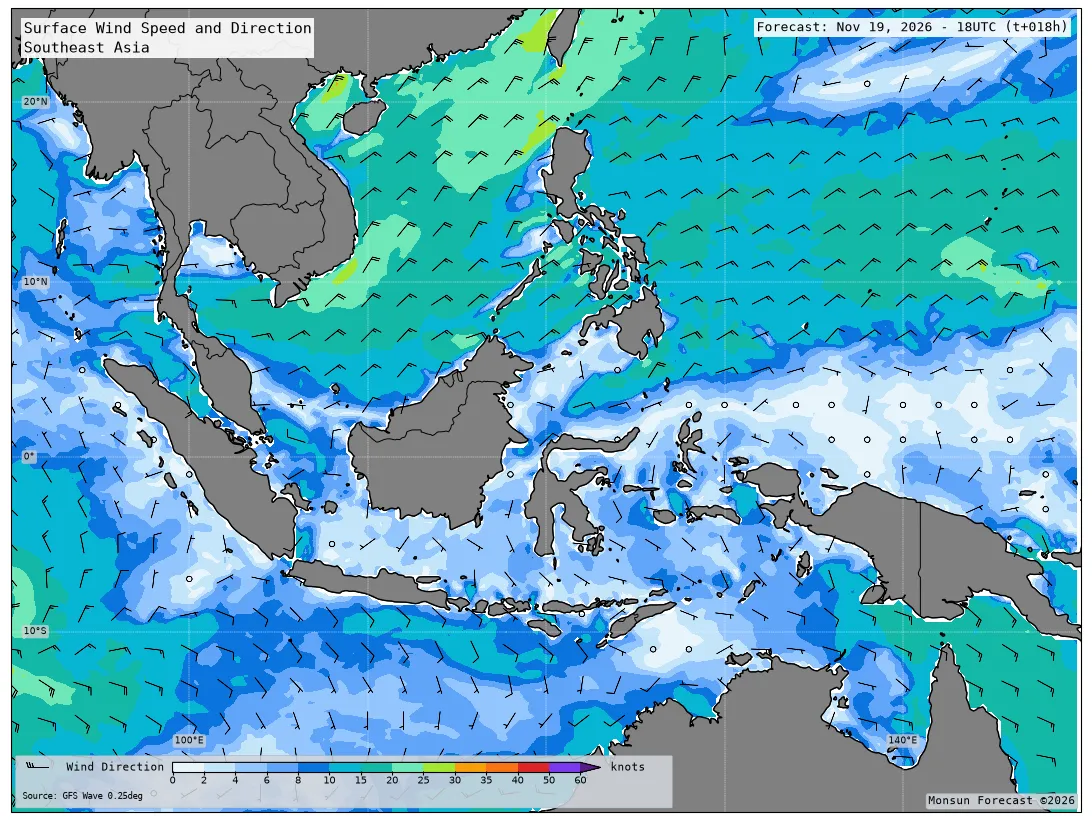 Surface Wind Speed and Direction
Southeast Asia
Forecast: Nov 19, 2026 - 18UTC (t+018h)
20°N
10°N
0°
10°S
100°E
140°E
Wind Direction
0 2 4 6 8 10 15 20 25 30 35 40 50 60
knots
Source: GFS Wave 0.25deg
Monsun Forecast ©2026